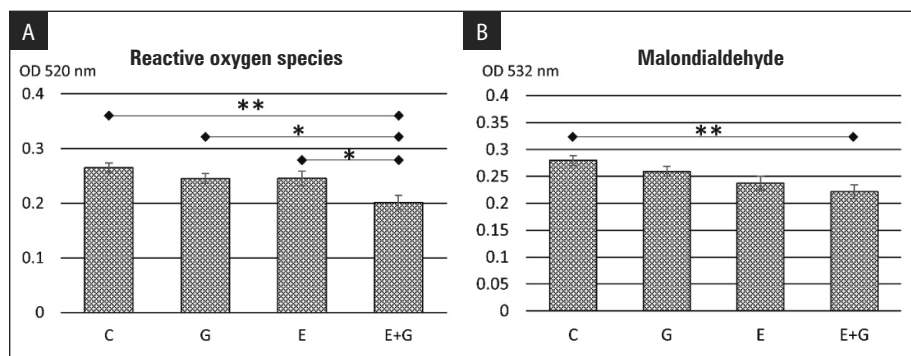 A
Reactive oxygen species
OD 520 nm
0.4
0.3
0.2
0.1
0
**
*
*
C G E E+G
B
Malondialdehyde
OD 532 nm
0.4
0.35
0.3
0.25
0.2
0.15
0.1
0.05
0
**
C G E E+G